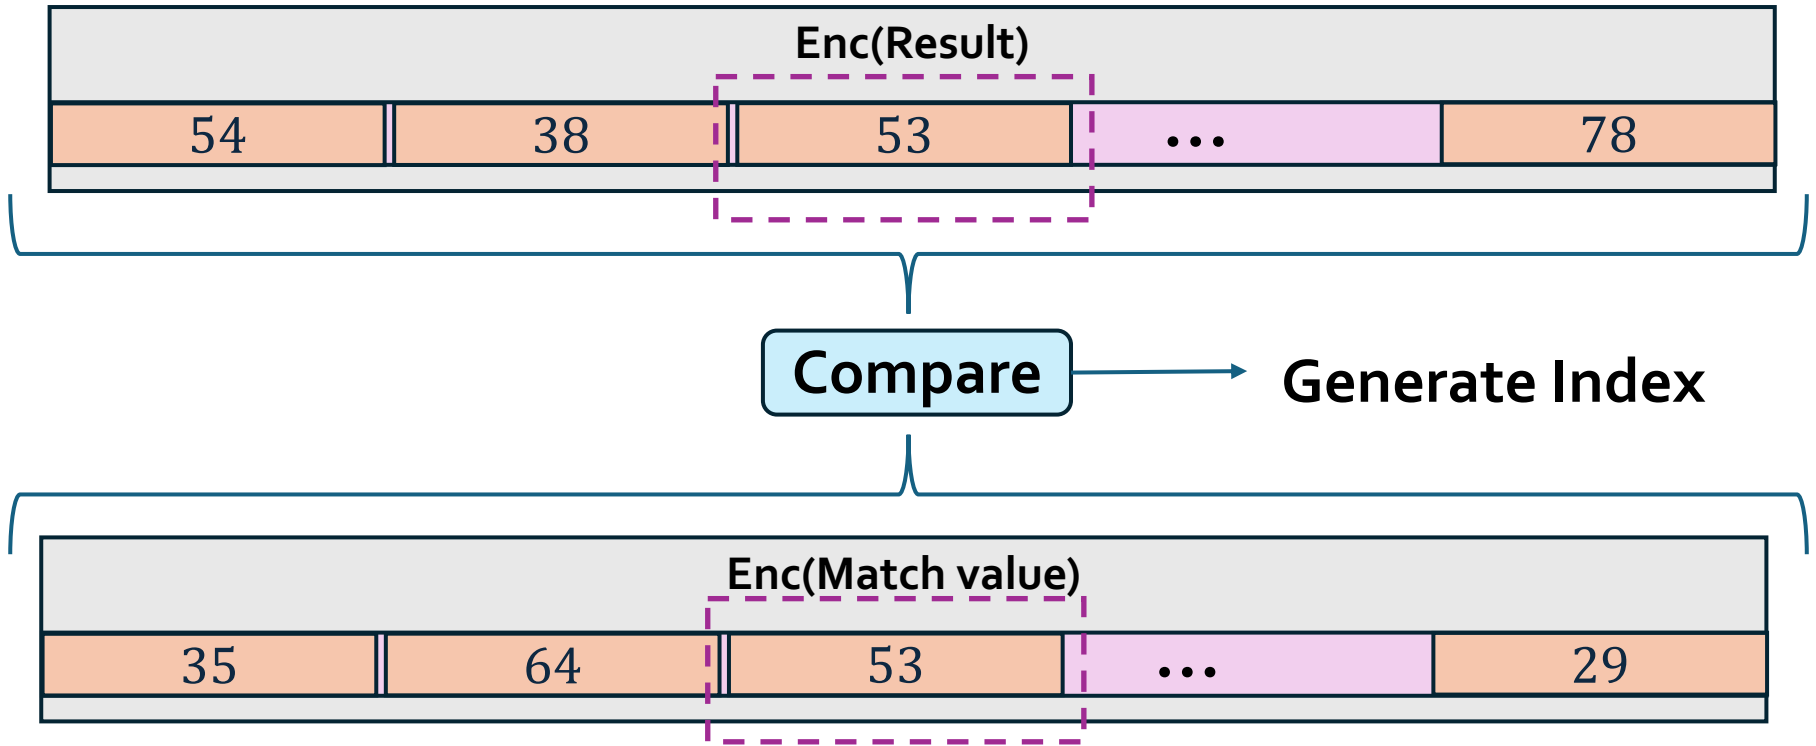 Enc(Result)
54 38 53 ... 78
Compare
Generate Index
Enc(Match value)
35 64 53 ... 29